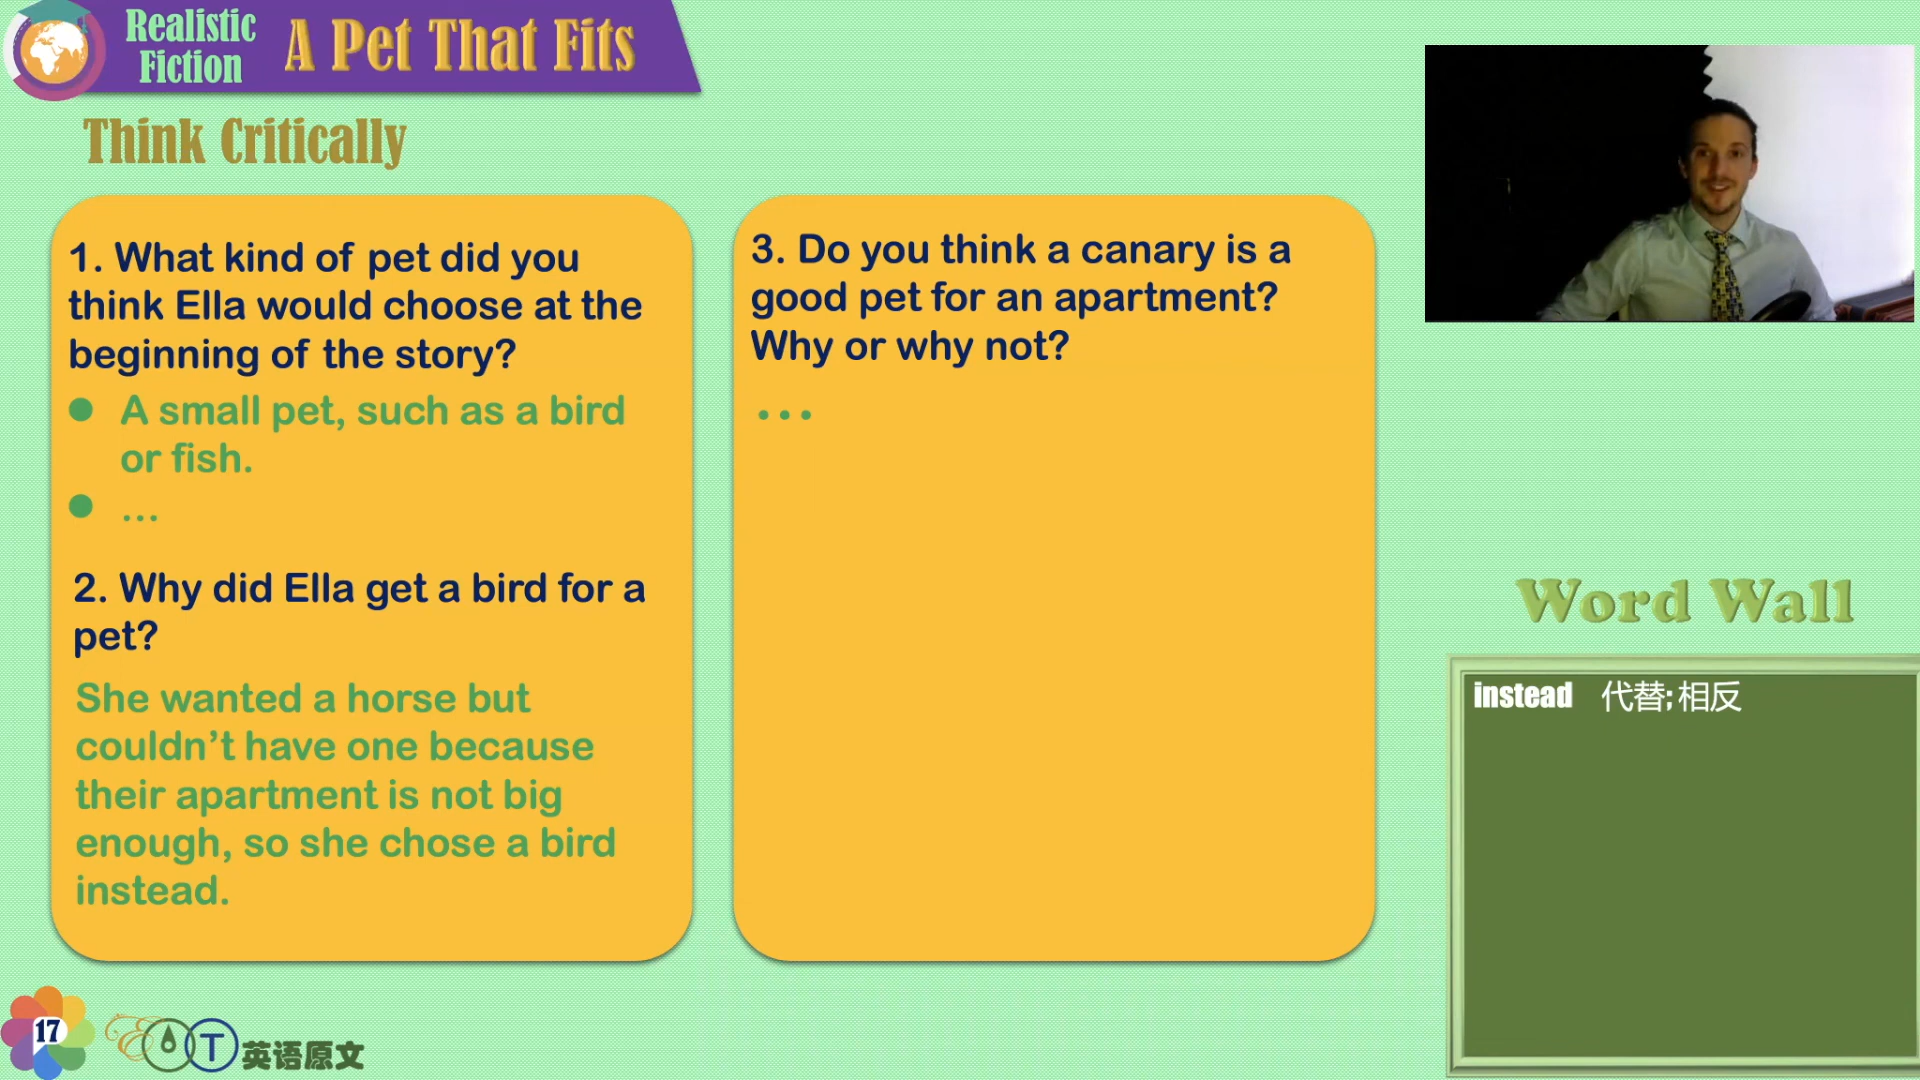 Realistic
Fiction
A Pet That Fits
Think Critically
1. What kind of pet did you
think Ella would choose at the
beginning of the story?
● A small pet, such as a bird
or fish.
● ...
2. Why did Ella get a bird for a
pet?
She wanted a horse but
couldn’t have one because
their apartment is not big
enough, so she chose a bird
instead.
3. Do you think a canary is a
good pet for an apartment?
Why or why not?
...
Word Wall
instead 代替;相反
17
EOT英语原文